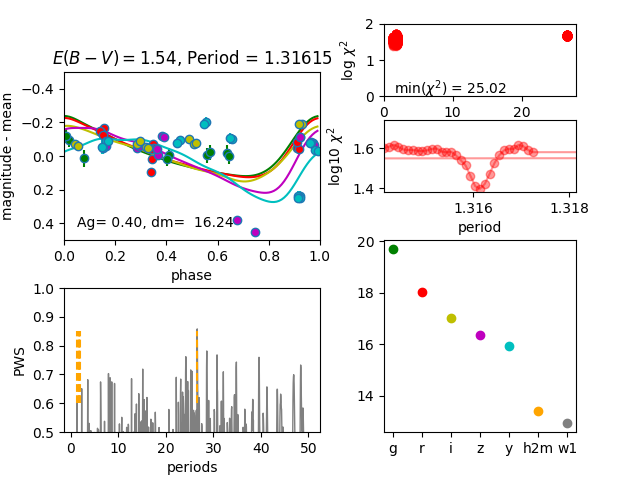 E(B − V) = 1.54, Period = 1.31615
magnitude - mean
−0.4
−0.2
0.0
0.2
0.4
Ag= 0.40, dm= 16.24
0.0 0.2 0.4 0.6 0.8 1.0
phase
log χ²
2
1
0
min(χ²) = 25.02
0 10 20
log10 χ²
1.6
1.4
1.316 1.318
period
PWS
1.0
0.9
0.8
0.7
0.6
0.5
0 10 20 30 40 50
periods
20
18
16
14
g r i z y h2m w1